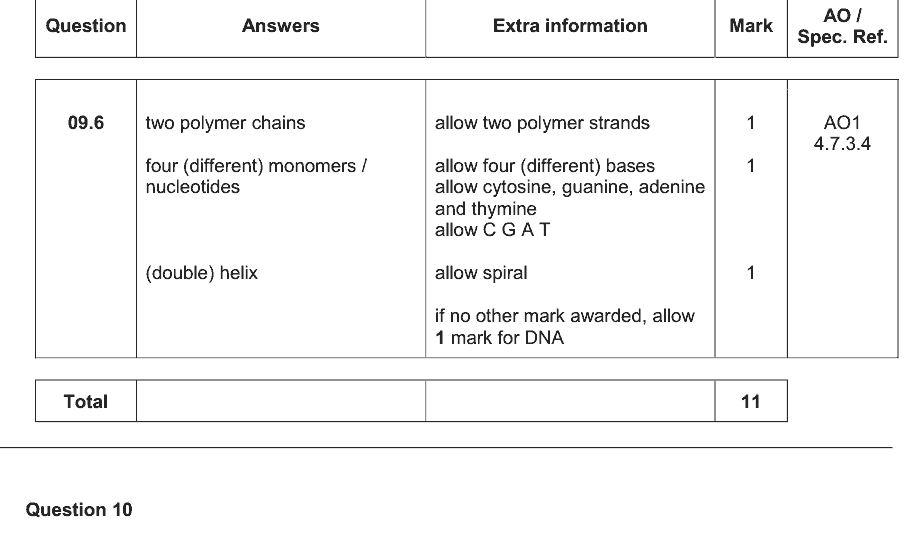 Question Answers Extra information Mark AO /
Spec. Ref.
09.6 two polymer chains allow two polymer strands 1 AO1
4.7.3.4
four (different) monomers / allow four (different) bases 1
nucleotides allow cytosine, guanine, adenine
and thymine
allow C G A T
(double) helix allow spiral 1
if no other mark awarded, allow
1 mark for DNA
Total 11
Question 10